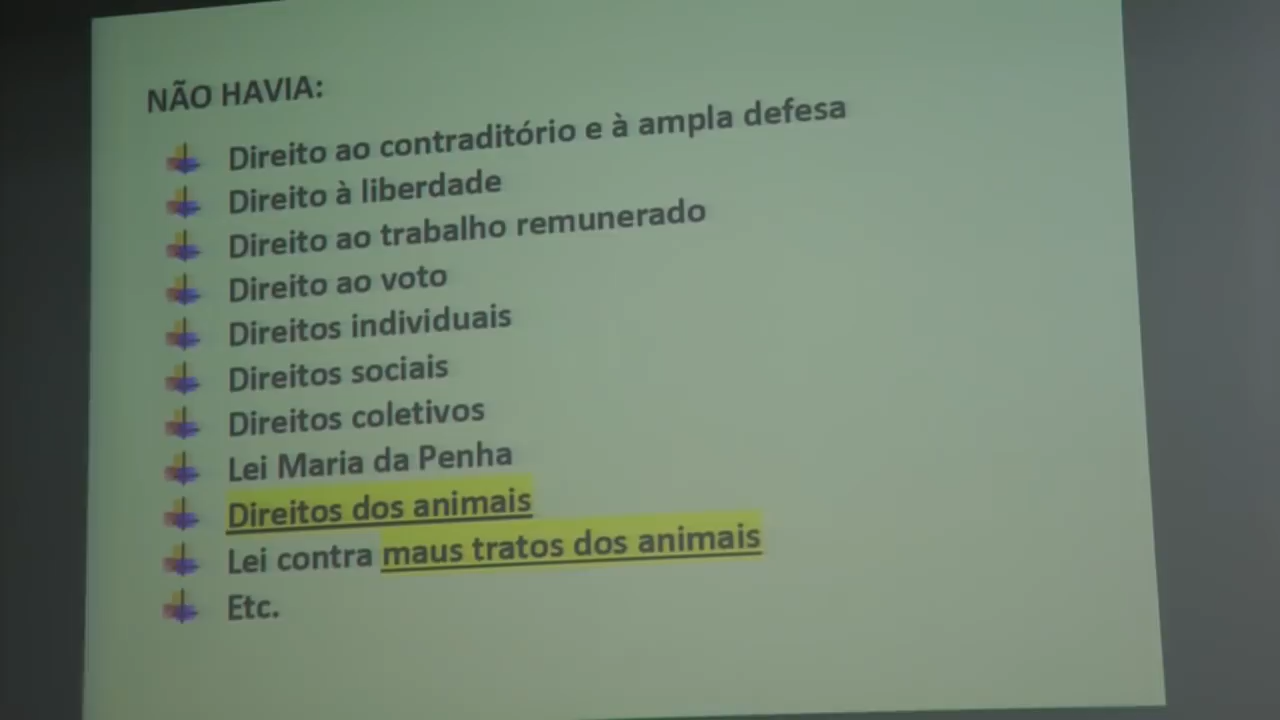 NÃO HAVIA:
Direito ao contraditório e à ampla defesa
Direito à liberdade
Direito ao trabalho remunerado
Direito ao voto
Direitos individuais
Direitos sociais
Direitos coletivos
Lei Maria da Penha
Direitos dos animais
Lei contra maus tratos dos animais
Etc.